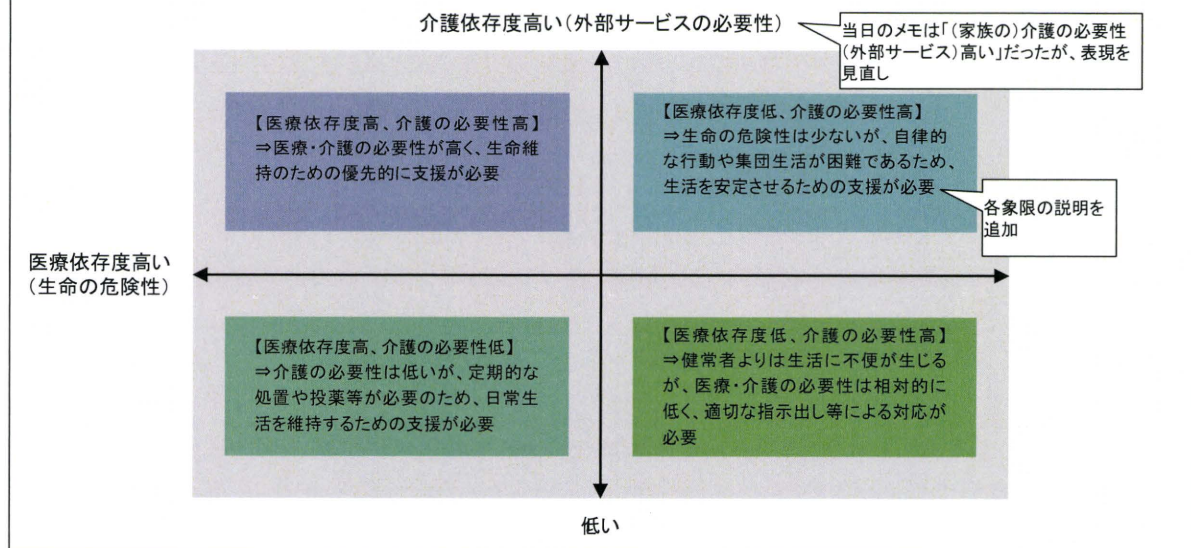 介護依存度高い(外部サービスの必要性)
当日のメモは「(家族の)介護の必要性
(外部サービス)高い」だったが、表現を
見直し
【医療依存度高、介護の必要性高】
⇒医療・介護の必要性が高く、生命維
持のための優先的に支援が必要
【医療依存度低、介護の必要性高】
⇒生命の危険性は少ないが、自律的
な行動や集団生活が困難であるため、
生活を安定させるための支援が必要
各象限の説明を
追加
医療依存度高い
(生命の危険性)
【医療依存度高、介護の必要性低】
⇒介護の必要性は低いが、定期的な
処置や投薬等が必要のため、日常生
活を維持するための支援が必要
【医療依存度低、介護の必要性高】
⇒健常者よりは生活に不便が生じる
が、医療・介護の必要性は相対的に
低く、適切な指示出し等による対応が
必要
低い